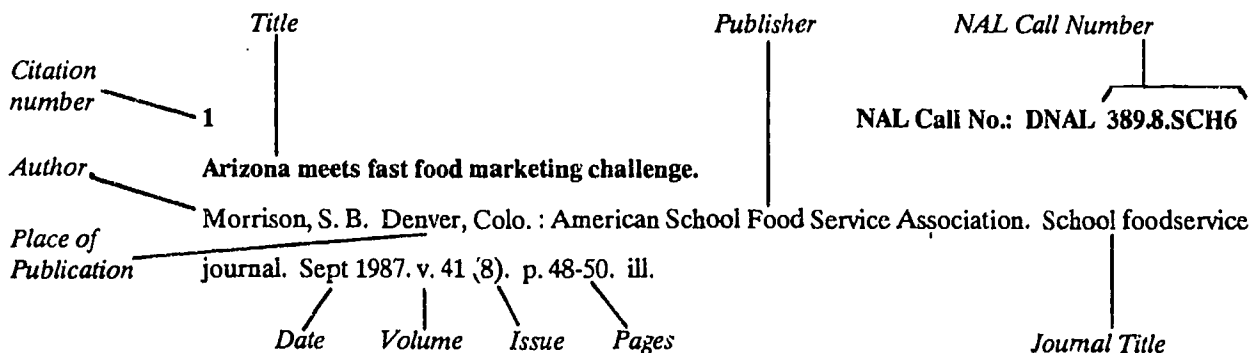 Title Publisher NAL Call Number
Citation
number
1 NAL Call No.: DNAL 389.8.SCH6
Author Arizona meets fast food marketing challenge.
Morrison, S. B. Denver, Colo. : American School Food Service Association. School foodservice
Place of
Publication journal. Sept 1987. v. 41 (8). p. 48-50. ill.
Date Volume Issue Pages Journal Title